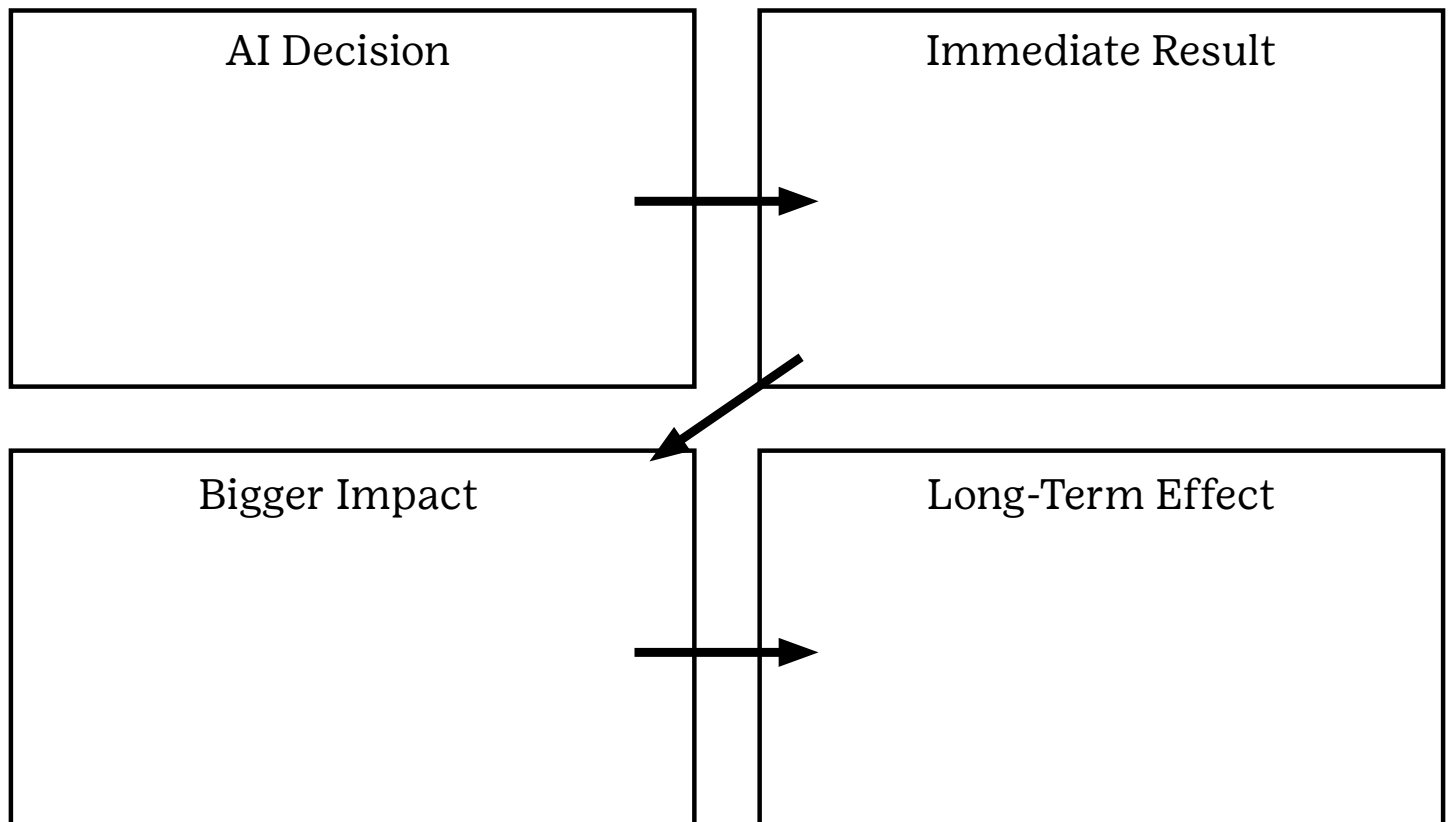 AI Decision
Immediate Result
Bigger Impact
Long-Term Effect